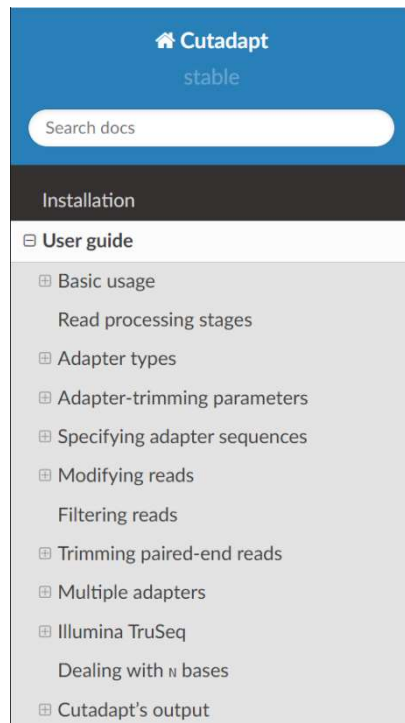 Cutadapt
stable
Search docs
Installation
User guide
Basic usage
Read processing stages
Adapter types
Adapter-trimming parameters
Specifying adapter sequences
Modifying reads
Filtering reads
Trimming paired-end reads
Multiple adapters
Illumina TruSeq
Dealing with N bases
Cutadapt’s output